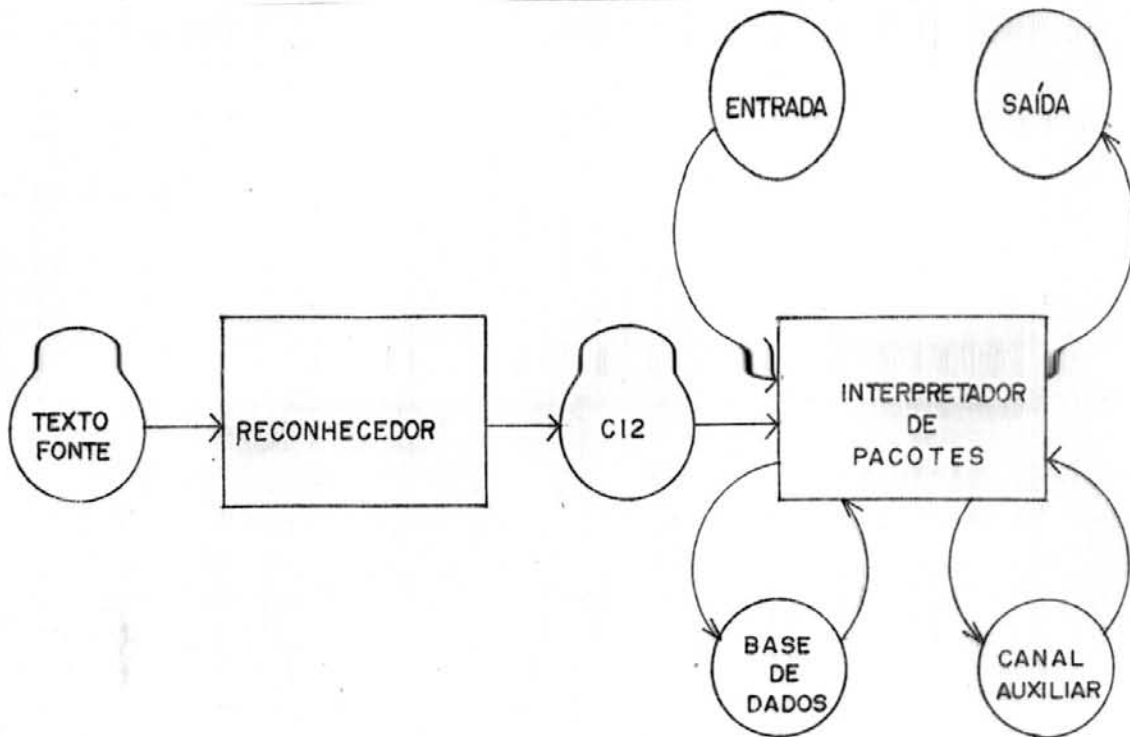 ENTRADA
SAÍDA
TEXTO
FONTE
RECONHECEDOR
CI2
INTERPRETADOR
DE
PACOTES
BASE
DE
DADOS
CANAL
AUXILIAR